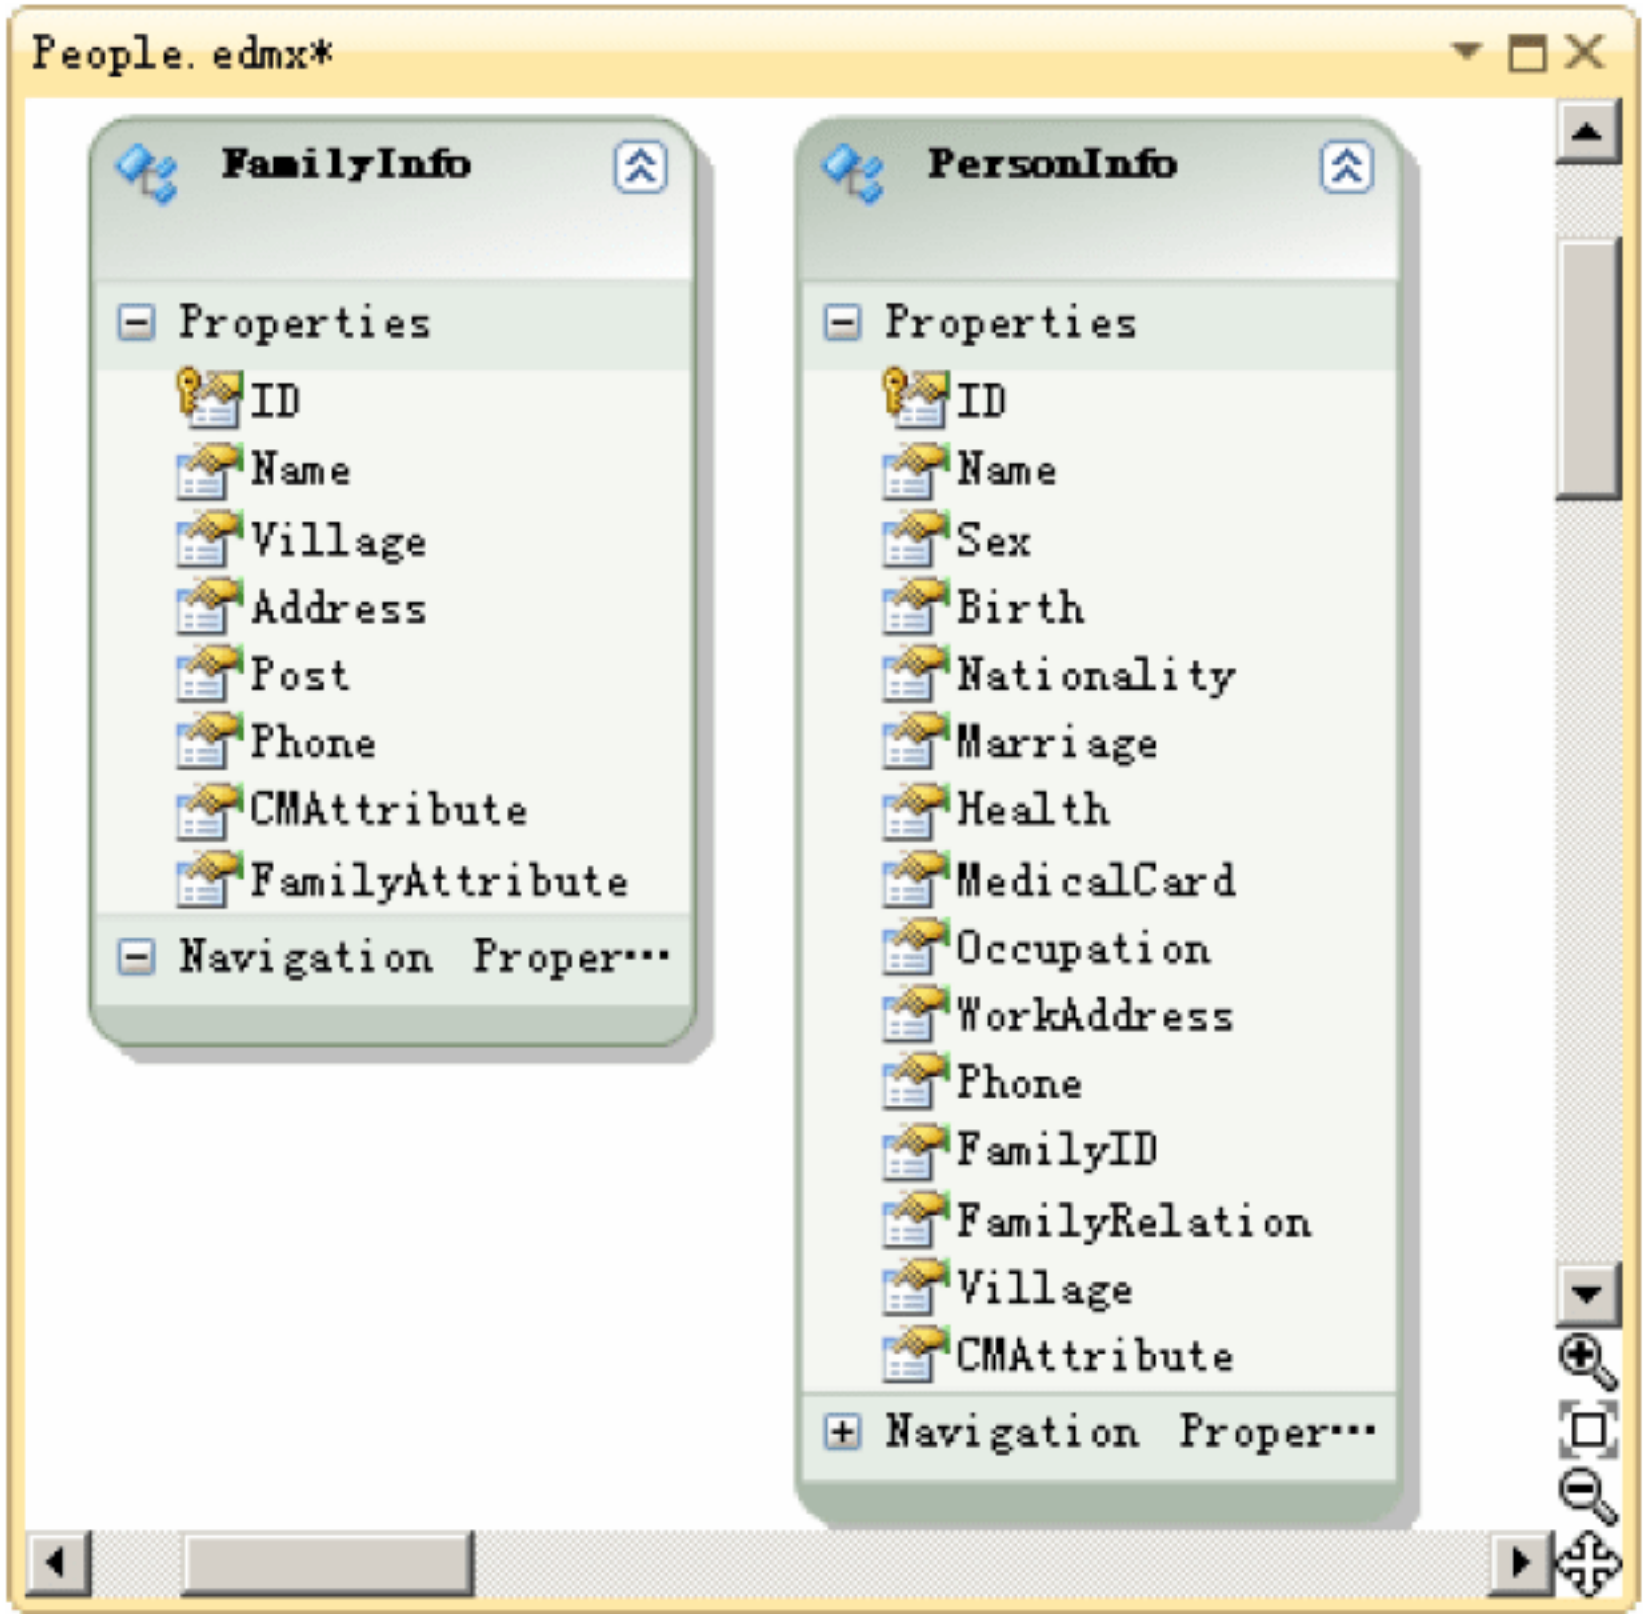 People.edmx*
FamilyInfo
Properties
ID
Name
Village
Address
Post
Phone
CMAttribute
FamilyAttribute
Navigation Proper…
PersonInfo
Properties
ID
Name
Sex
Birth
Nationality
Marriage
Health
MedicalCard
Occupation
WorkAddress
Phone
FamilyID
FamilyRelation
Village
CMAttribute
Navigation Proper…